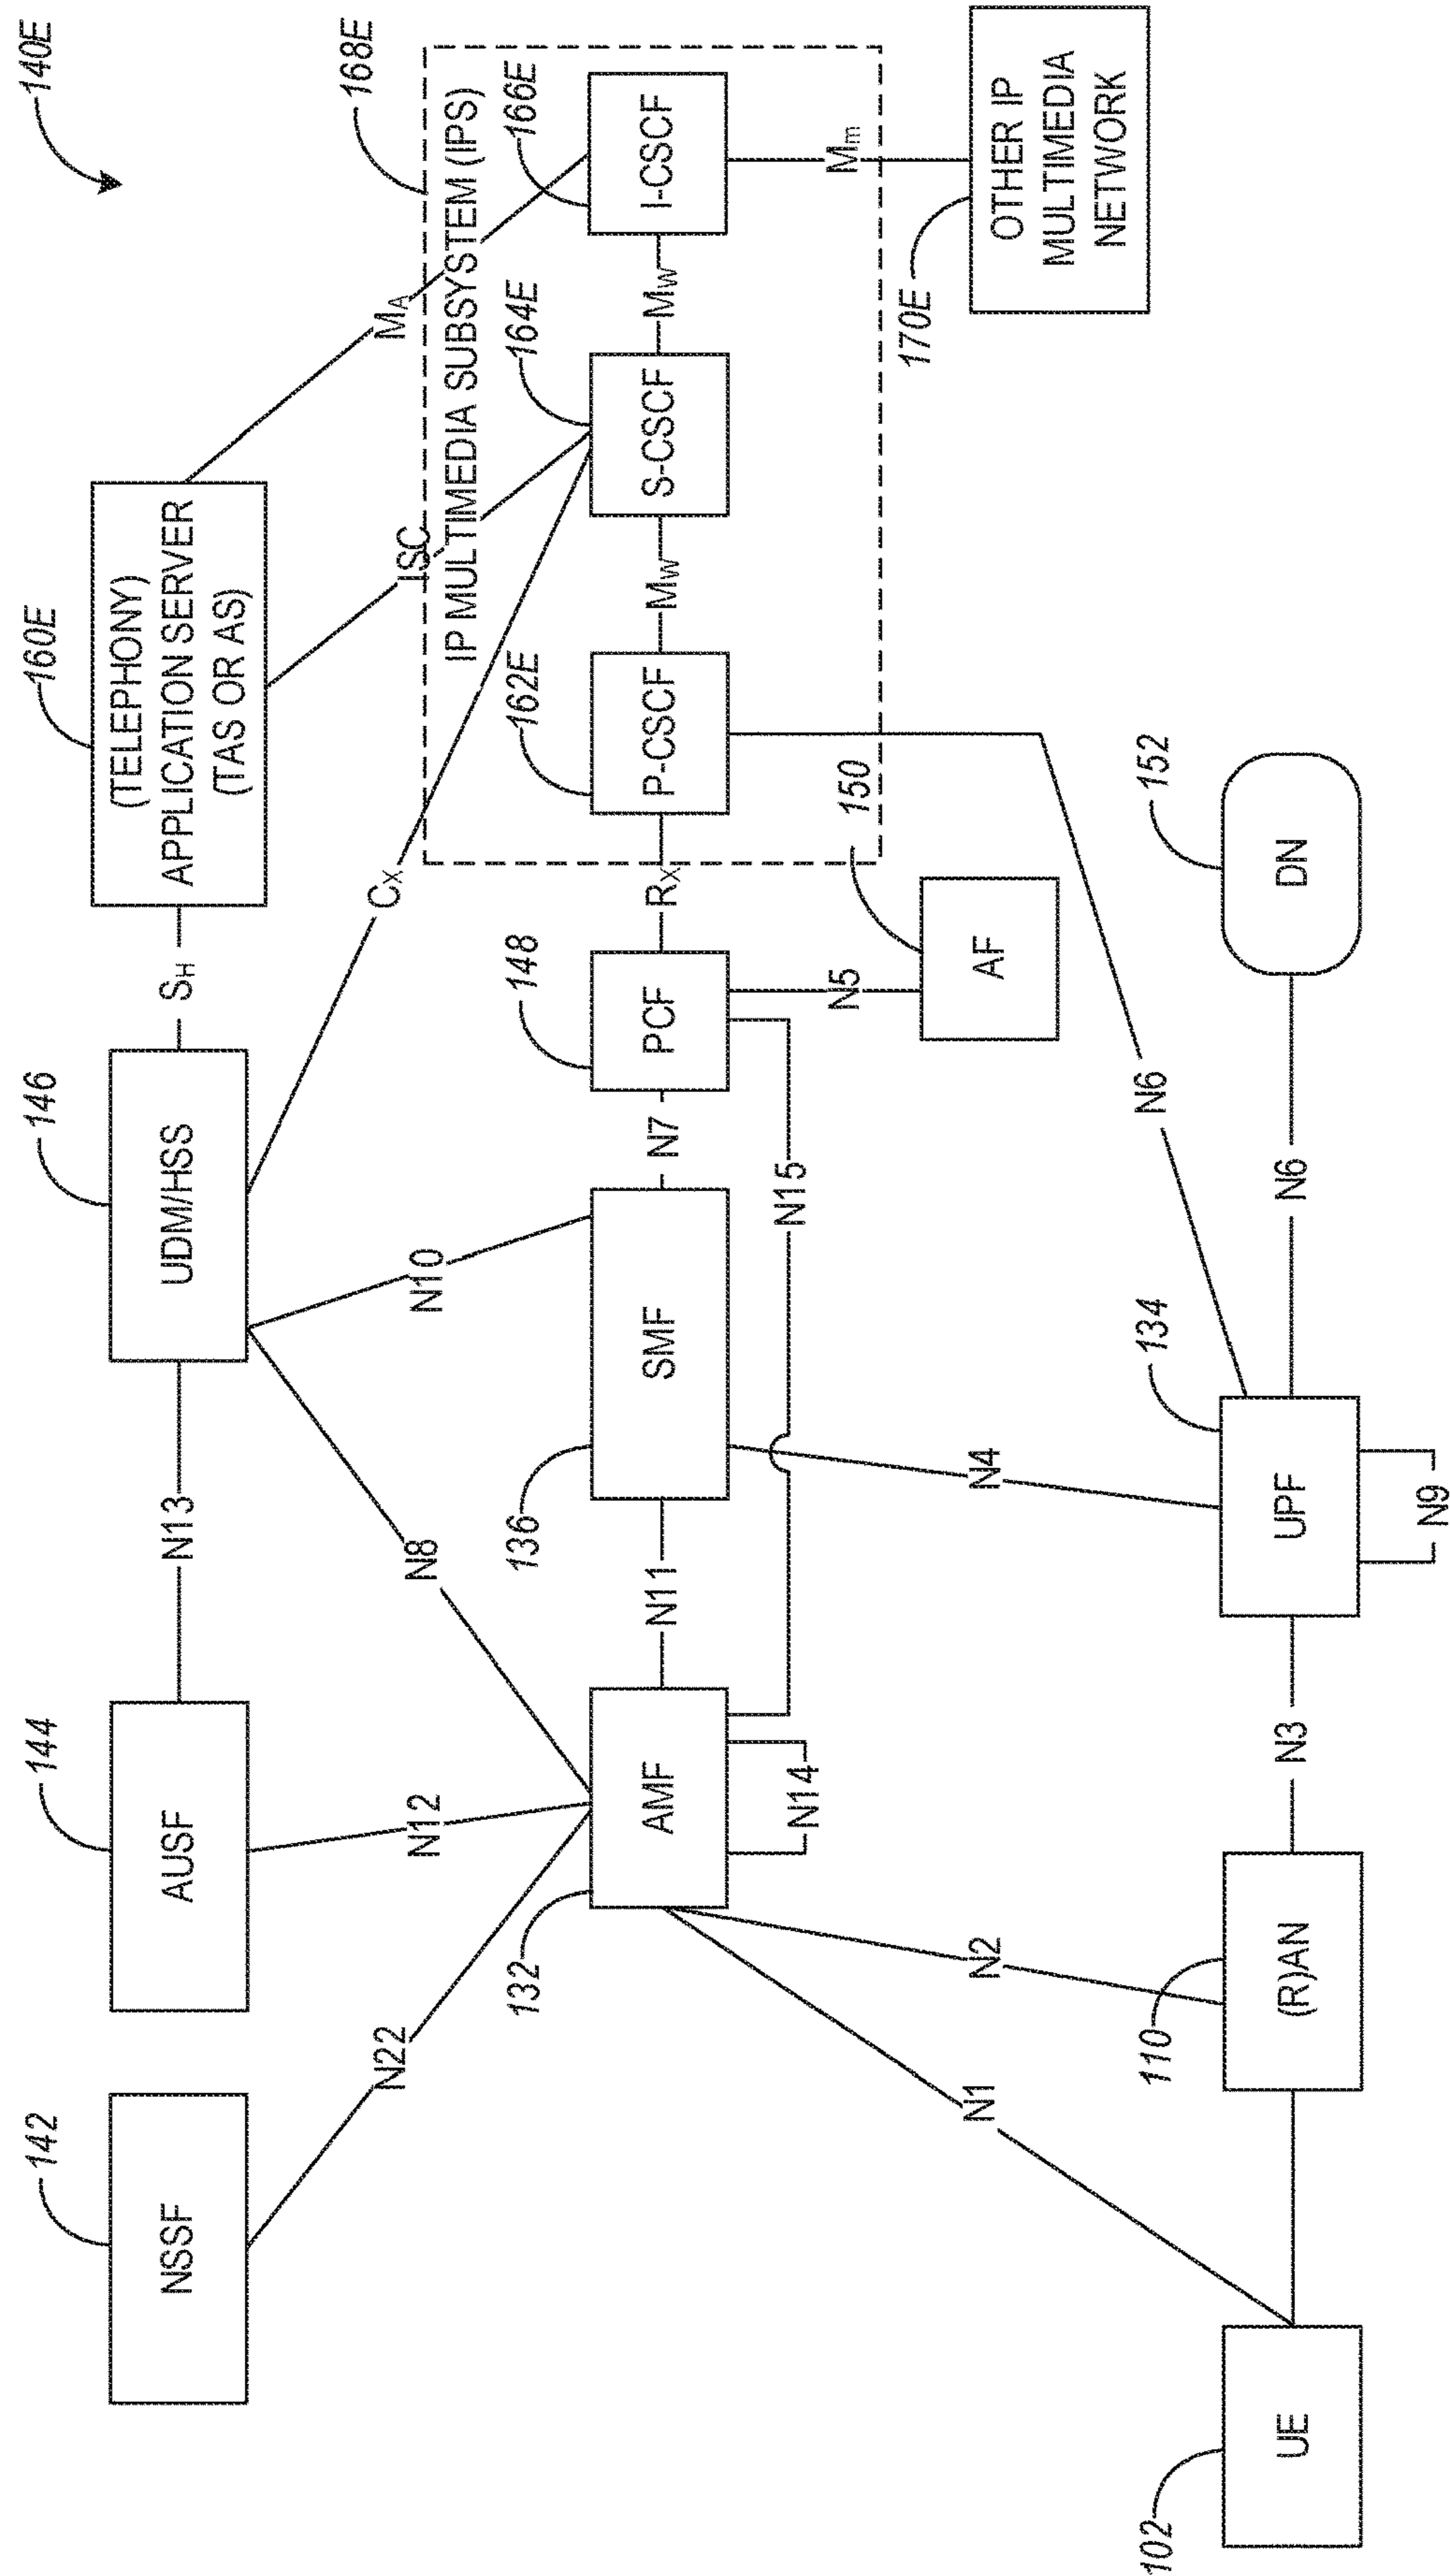 140E
160E
(TELEPHONY)
APPLICATION SERVER
(TAS OR AS)
142
144
146
NSSF
AUSF
N13
UDM/HSS
SH
168E
MA
N22
N12
N8
N10
CX
ISC
IP MULTIMEDIA SUBSYSTEM (IPS)
132
136
148
162E
164E
166E
AMF
N11
SMF
N7
PCF
RX
P-CSCF
MW
S-CSCF
MW
I-CSCF
N14
N15
N5
150
Mm
AF
170E
OTHER IP
MULTIMEDIA
NETWORK
N1
N2
N4
N6
102
110
134
152
UE
(R)AN
N3
UPF
N6
DN
N9